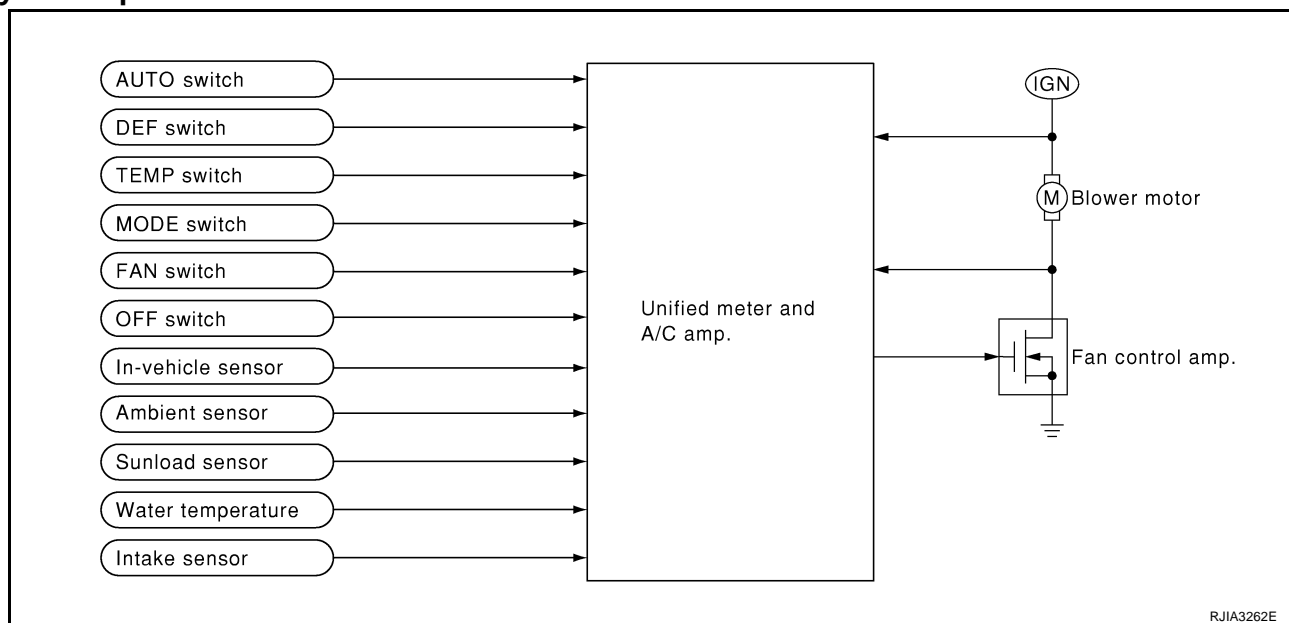 AUTO switch
DEF switch
TEMP switch
MODE switch
FAN switch
OFF switch
In-vehicle sensor
Ambient sensor
Sunload sensor
Water temperature
Intake sensor
Unified meter and
A/C amp.
IGN
M
Blower motor
Fan control amp.
RJIA3262E